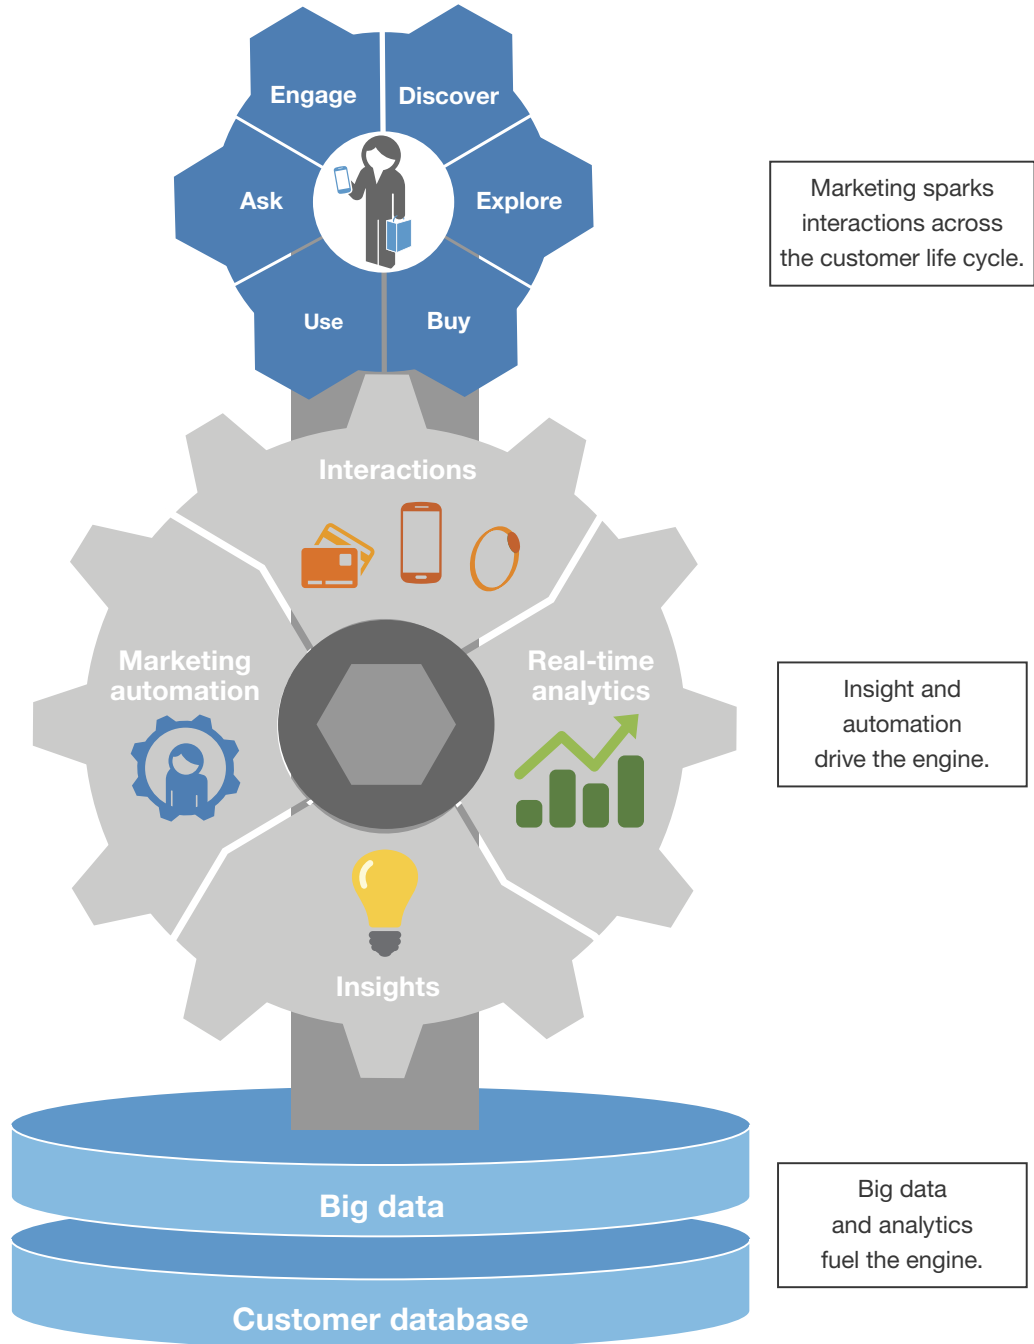 Engage
Discover
Ask
Explore
Use
Buy
Marketing sparks
interactions across
the customer life cycle.
Interactions
Marketing
automation
Real-time
analytics
Insights
Insight and
automation
drive the engine.
Big data
Customer database
Big data
and analytics
fuel the engine.